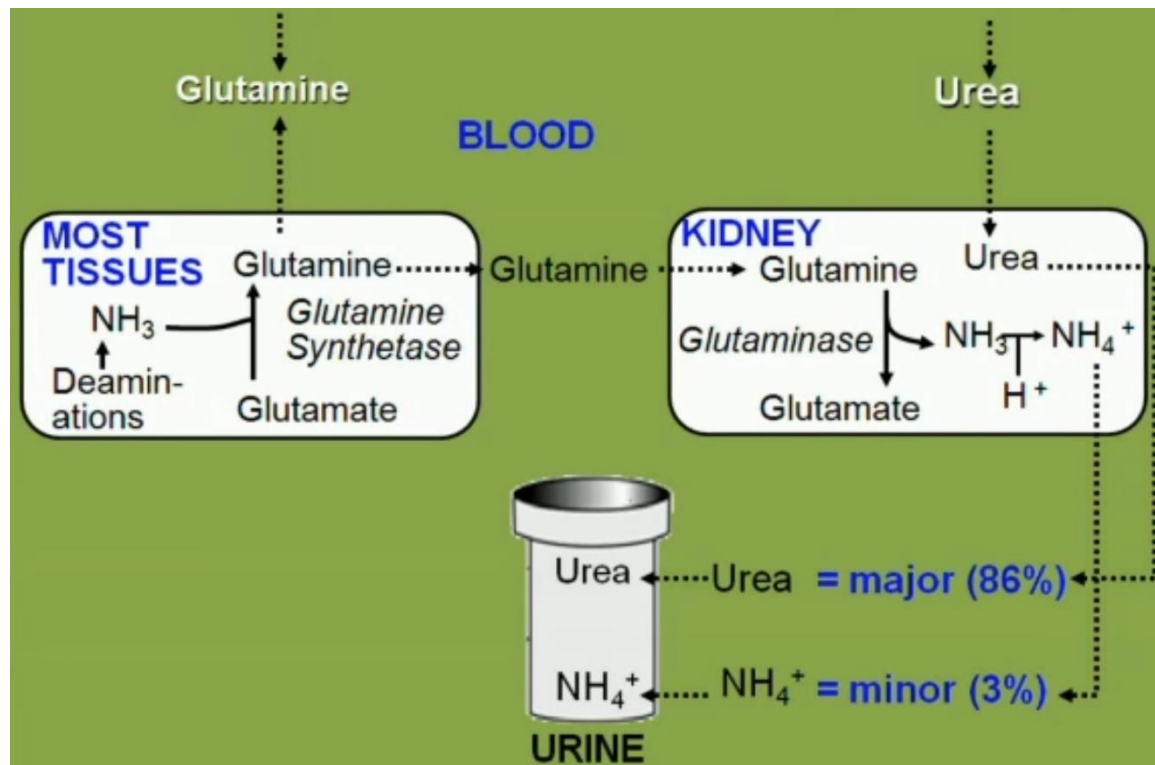 Glutamine
Urea
BLOOD
MOST
TISSUES
Glutamine
NH₃
Glutamine
Synthetase
Deamin-
ations
Glutamate
Glutamine
KIDNEY
Glutamine
Urea
Glutaminase
NH₃
NH₄⁺
H⁺
Glutamate
Urea
Urea = major (86%)
NH₄⁺
NH₄⁺ = minor (3%)
URINE